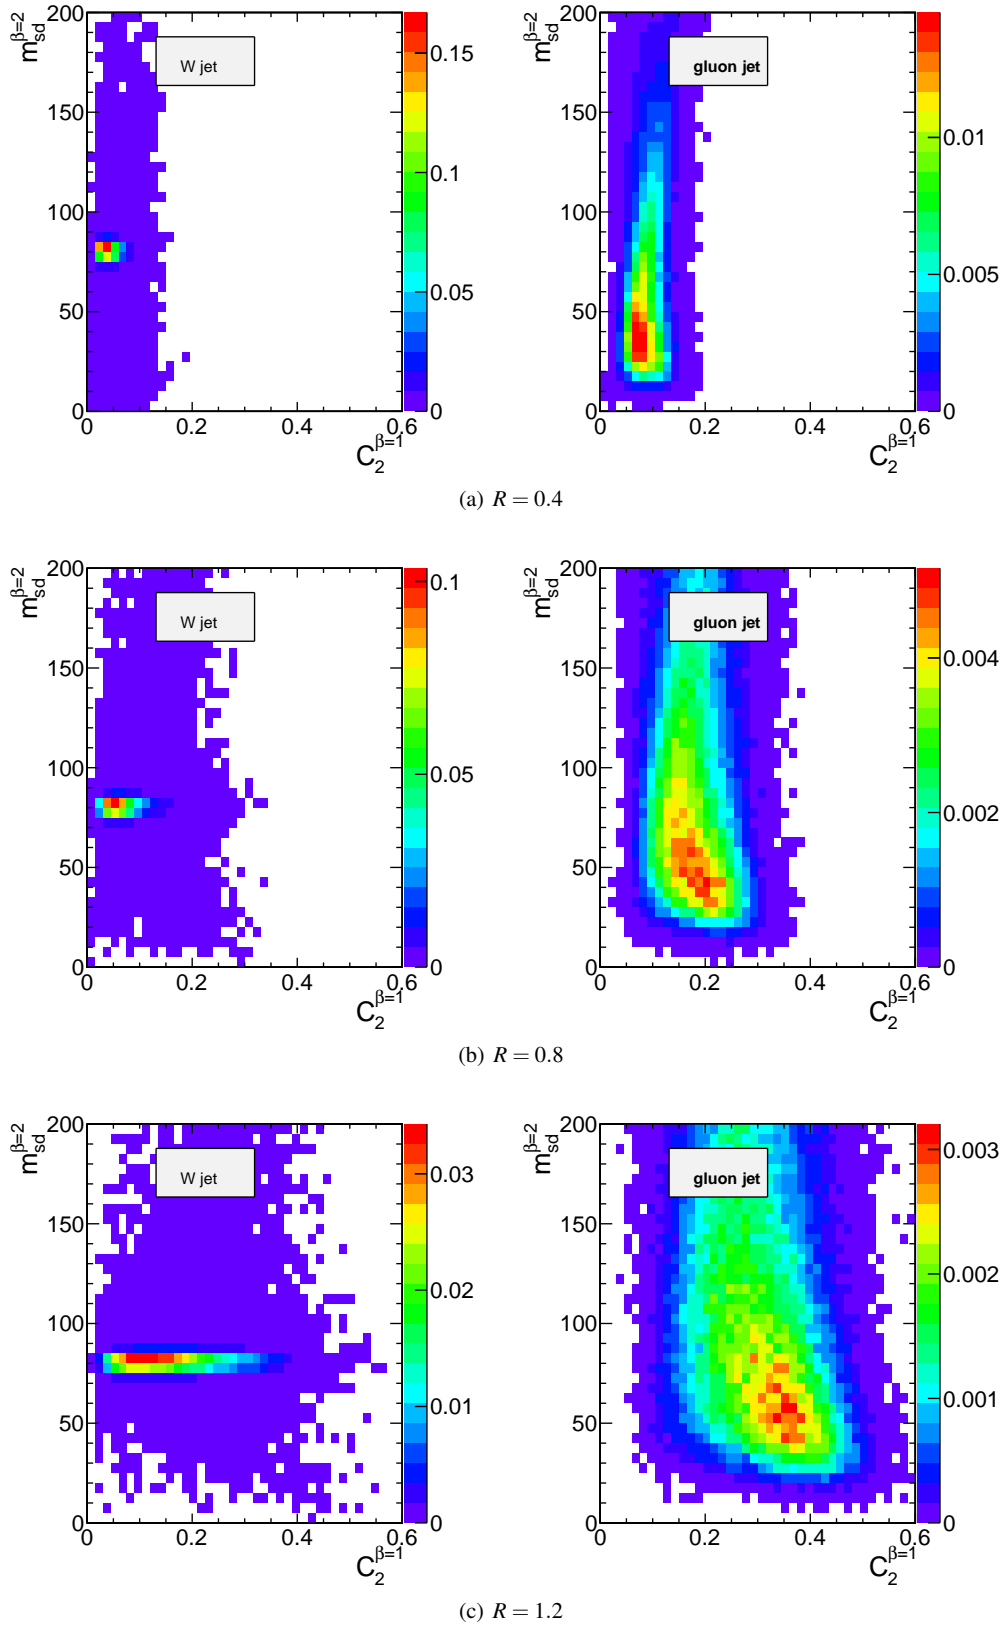 m_sd^β=2
200
150
100
50
0
W jet
0 0.2 0.4 0.6
C_2^β=1
0.15
0.1
0.05
0
m_sd^β=2
200
150
100
50
0
gluon jet
0 0.2 0.4 0.6
C_2^β=1
0.01
0.005
0
(a) R = 0.4
m_sd^β=2
200
150
100
50
0
W jet
0 0.2 0.4 0.6
C_2^β=1
0.1
0.05
0
m_sd^β=2
200
150
100
50
0
gluon jet
0 0.2 0.4 0.6
C_2^β=1
0.004
0.002
0
(b) R = 0.8
m_sd^β=2
200
150
100
50
0
W jet
0 0.2 0.4 0.6
C_2^β=1
0.03
0.02
0.01
0
m_sd^β=2
200
150
100
50
0
gluon jet
0 0.2 0.4 0.6
C_2^β=1
0.003
0.002
0.001
0
(c) R = 1.2